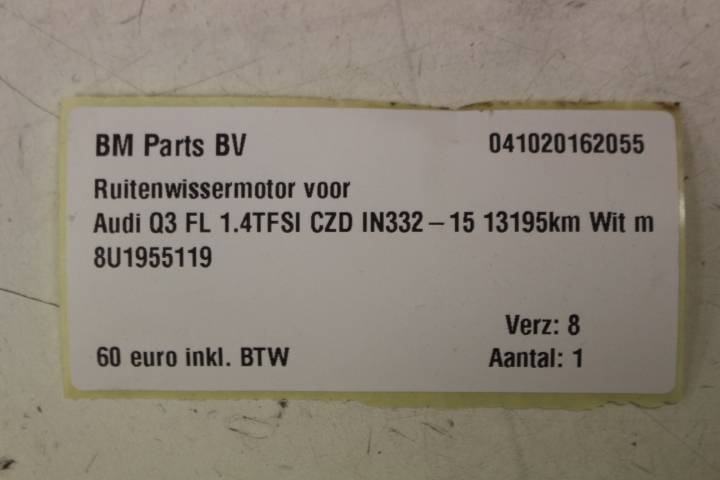 BM Parts BV 041020162055
Ruitenwissermotor voor
Audi Q3 FL 1.4TFSI CZD IN332-15 13195km Wit m
8U1955119
Verz: 8
60 euro inkl. BTW Aantal: 1